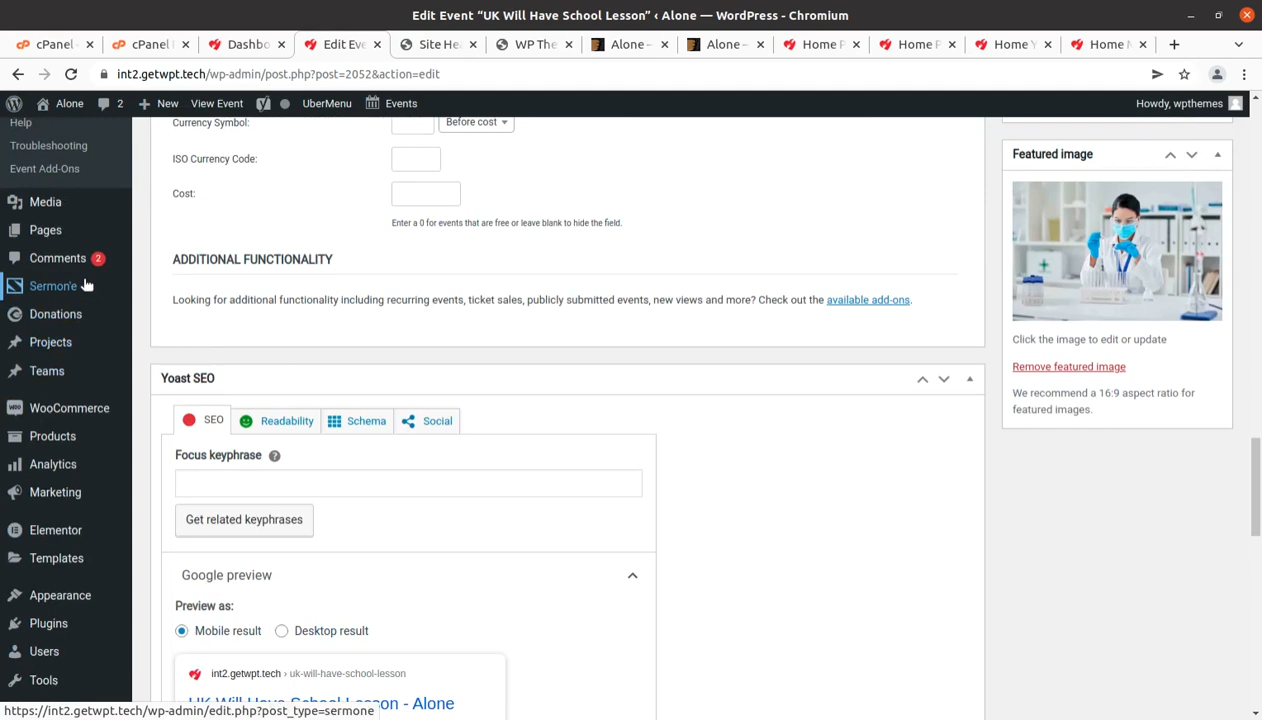 Edit Event “UK Will Have School Lesson” ‹ Alone — WordPress - Chromium
cPanel -
cPanel
Dashbo
Edit Eve
Site He
WP The
Alone –
Alone –
Home P
Home P
Home Y
Home M
int2.getwpt.tech/wp-admin/post.php?post=2052&action=edit
Alone
2
New
View Event
UberMenu
Events
Howdy, wpthemes
Help
Troubleshooting
Event Add-Ons
Media
Pages
Comments 2
Sermon'e
Donations
Projects
Teams
WooCommerce
Products
Analytics
Marketing
Elementor
Templates
Appearance
Plugins
Users
Tools
Currency Symbol:
Before cost
ISO Currency Code:
Cost:
Enter a 0 for events that are free or leave blank to hide the field.
ADDITIONAL FUNCTIONALITY
Looking for additional functionality including recurring events, ticket sales, publicly submitted events, new views and more? Check out the available add-ons.
Yoast SEO
SEO
Readability
Schema
Social
Focus keyphrase
?
Get related keyphrases
Google preview
Preview as:
Mobile result
Desktop result
int2.getwpt.tech › uk-will-have-school-lesson
UK Will Have School Lesson - Alone
Featured image
Click the image to edit or update
Remove featured image
We recommend a 16:9 aspect ratio for
featured images.
https://int2.getwpt.tech/wp-admin/edit.php?post_type=sermone